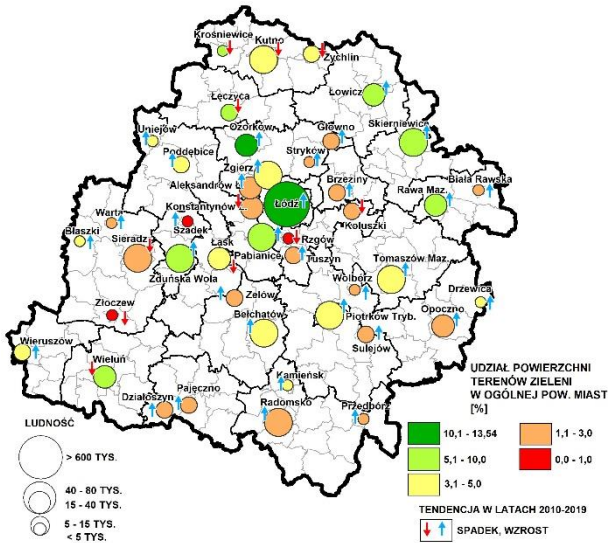 Krośniewice
Kutno
Żychlin
Łęczyca
Łowicz
Uniejów
Ozorków
Głowno
Skierniewice
Poddębice
Stryków
Zgierz
Aleksandrów Ł.
Brzeziny
Biała Rawska
Rawa Maz.
Warta
Konstantynów
Łódź
Koluszki
Błaszki
Szadek
Sieradz
Łask
Pabianice
Rzgów
Tuszyn
Zduńska Wola
Wolbórz
Tomaszów Maz.
Złoczew
Zelów
Drzewica
Bełchatów
Piotrków Tryb.
Opoczno
Wieruszów
Sulejów
Wieluń
Kamieńsk
Działoszyn
Pajęczno
Radomsko
Przedbórz
UDZIAŁ POWIERZCHNI
TERENÓW ZIELENI
W OGÓLNEJ POW. MIAST
[%]
10,1 - 13,54
1,1 - 3,0
5,1 - 10,0
0,0 - 1,0
3,1 - 5,0
LUDNOŚĆ
> 600 TYS.
40 - 80 TYS.
15 - 40 TYS.
5 - 15 TYS.
< 5 TYS.
TENDENCJA W LATACH 2010-2019
SPADEK, WZROST